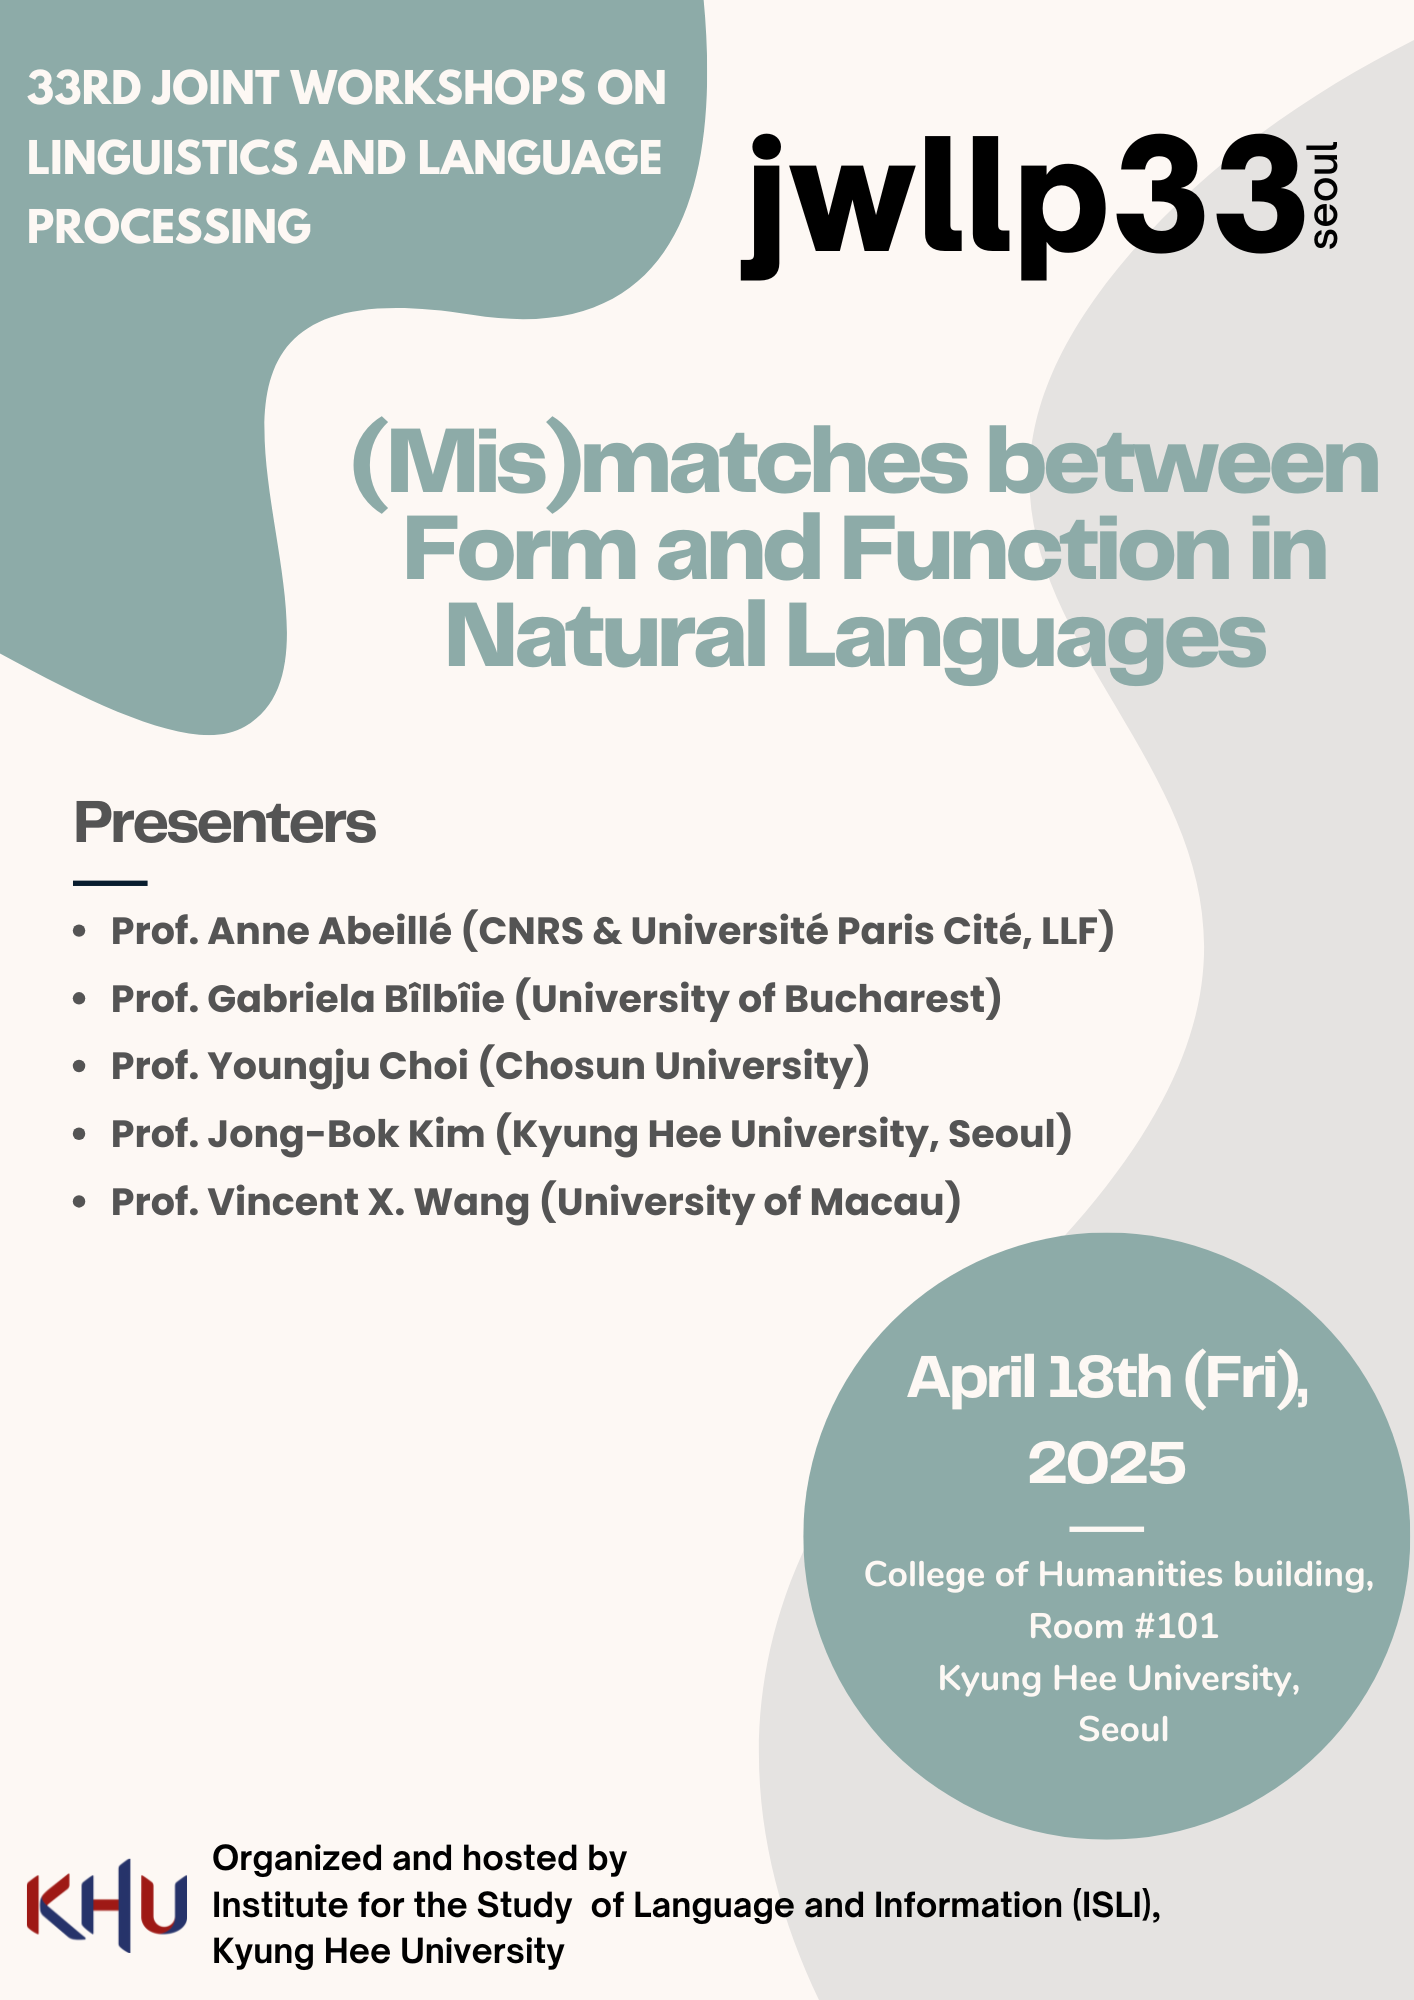 33RD JOINT WORKSHOPS ON
LINGUISTICS AND LANGUAGE
PROCESSING
jwllp33
seoul
(Mis)matches between
Form and Function in
Natural Languages
Presenters
• Prof. Anne Abeillé (CNRS & Université Paris Cité, LLF)
• Prof. Gabriela Bîlbîie (University of Bucharest)
• Prof. Youngju Choi (Chosun University)
• Prof. Jong-Bok Kim (Kyung Hee University, Seoul)
• Prof. Vincent X. Wang (University of Macau)
April 18th (Fri),
2025
College of Humanities building,
Room #101
Kyung Hee University,
Seoul
KHU
Organized and hosted by
Institute for the Study of Language and Information (ISLI),
Kyung Hee University